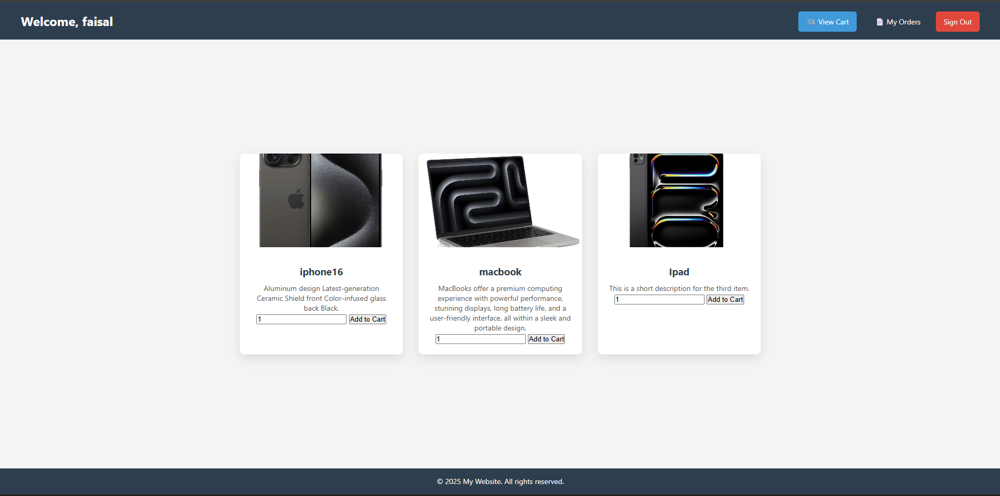 Welcome, faisal
View Cart
My Orders
Sign Out
iphone16
Aluminum design Latest-generation
Ceramic Shield front Color-infused glass
back Black.
1
Add to Cart
macbook
MacBooks offer a premium computing
experience with powerful performance,
stunning displays, long battery life, and a
user-friendly interface, all within a sleek and
portable design.
1
Add to Cart
Ipad
This is a short description for the third item.
1
Add to Cart
© 2025 My Website. All rights reserved.